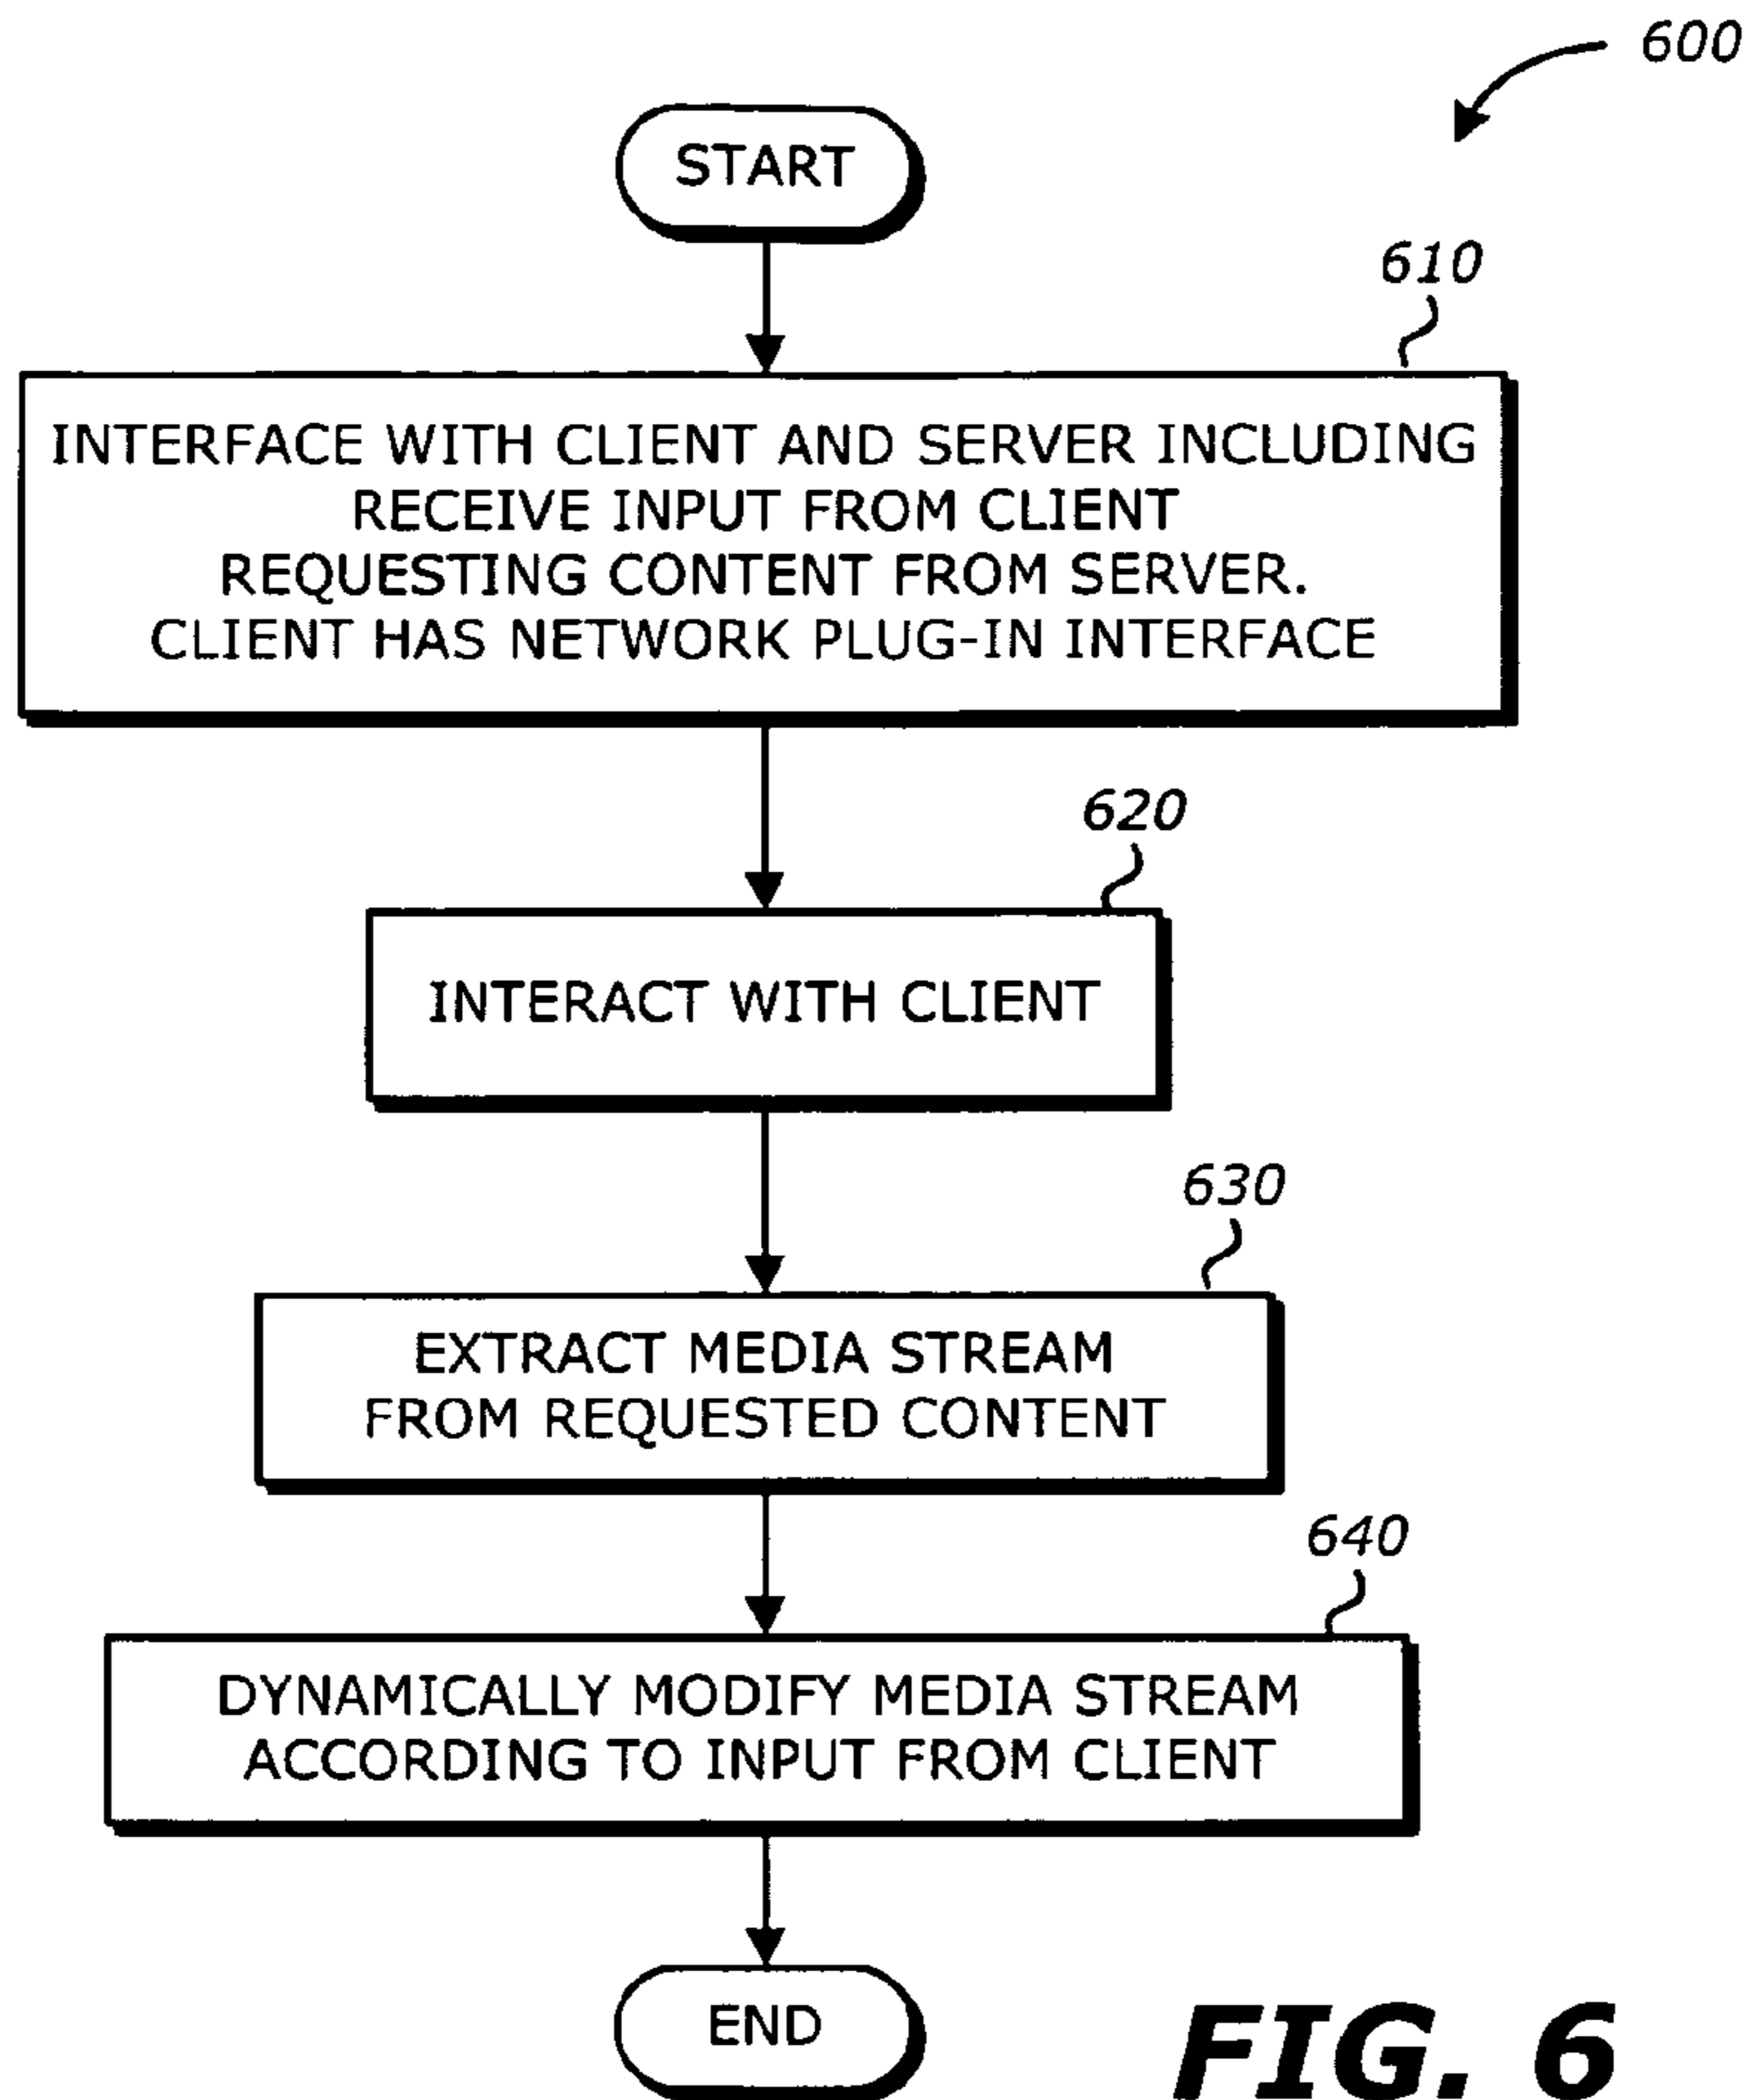 600
START
610
INTERFACE WITH CLIENT AND SERVER INCLUDING
RECEIVE INPUT FROM CLIENT
REQUESTING CONTENT FROM SERVER.
CLIENT HAS NETWORK PLUG-IN INTERFACE
620
INTERACT WITH CLIENT
630
EXTRACT MEDIA STREAM
FROM REQUESTED CONTENT
640
DYNAMICALLY MODIFY MEDIA STREAM
ACCORDING TO INPUT FROM CLIENT
END
FIG. 6